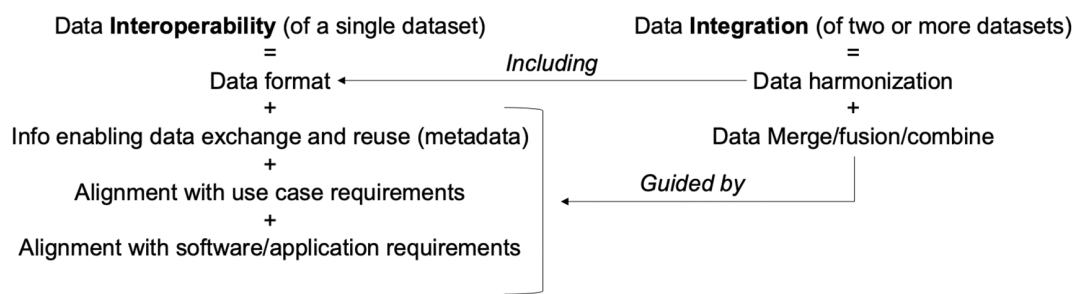 Data Interoperability (of a single dataset)
=
Data format
+
Info enabling data exchange and reuse (metadata)
+
Alignment with use case requirements
+
Alignment with software/application requirements
Including
Guided by
Data Integration (of two or more datasets)
=
Data harmonization
+
Data Merge/fusion/combine